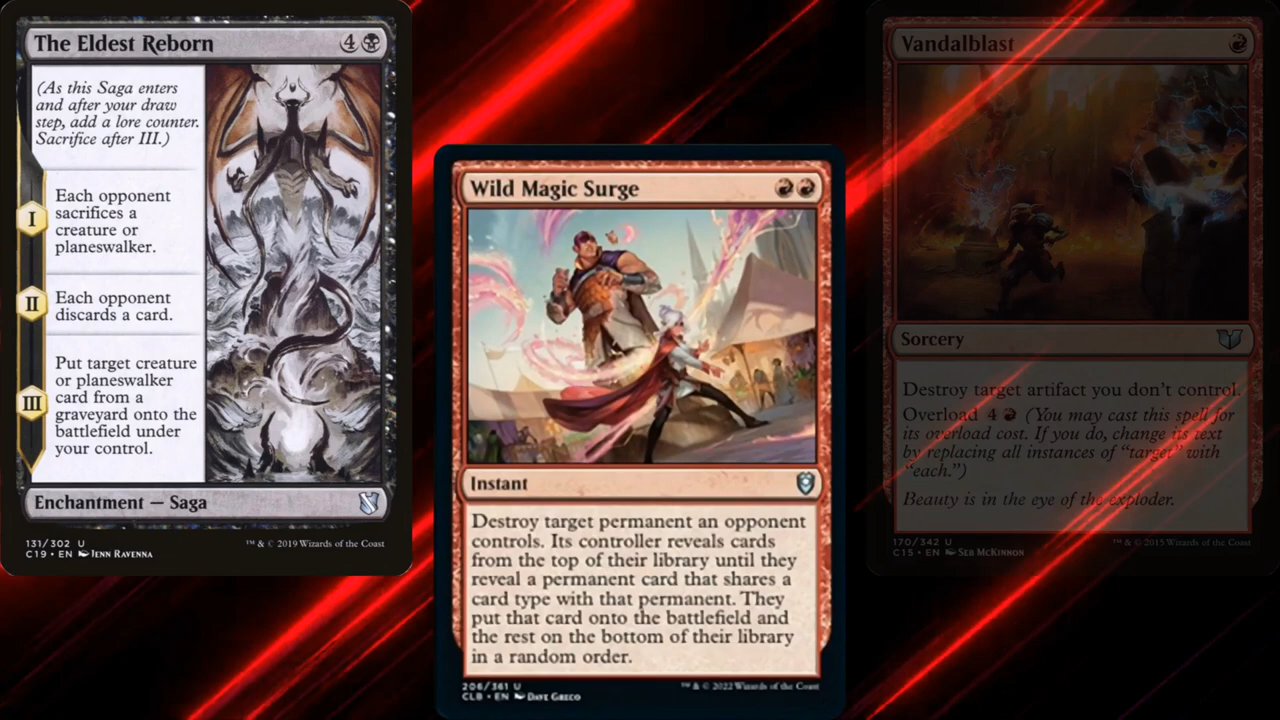 The Eldest Reborn 4
(As this Saga enters
and after your draw
step, add a lore counter.
Sacrifice after III.)
I
Each opponent
sacrifices a
creature or
planeswalker.
II
Each opponent
discards a card.
III
Put target creature
or planeswalker
card from a
graveyard onto the
battlefield under
your control.
Enchantment — Saga
131/302 U
C19 • EN JENN RAVENNA
™ & © 2019 Wizards of the Coast
Wild Magic Surge
Instant
Destroy target permanent an opponent
controls. Its controller reveals cards
from the top of their library until they
reveal a permanent card that shares a
card type with that permanent. They
put that card onto the battlefield and
the rest on the bottom of their library
in a random order.
206/361 U
CLB • EN DAVE GRECO
™ & © 2022 Wizards of the Coast
Vandalblast
Sorcery
Destroy target artifact you don't control.
Overload 4 (You may cast this spell for
its overload cost. If you do, change its text
by replacing all instances of "target" with
"each.")
Beauty is in the eye of the exploder.
170/342 U
C15 • EN SEB MCKINNON
™ & © 2015 Wizards of the Coast